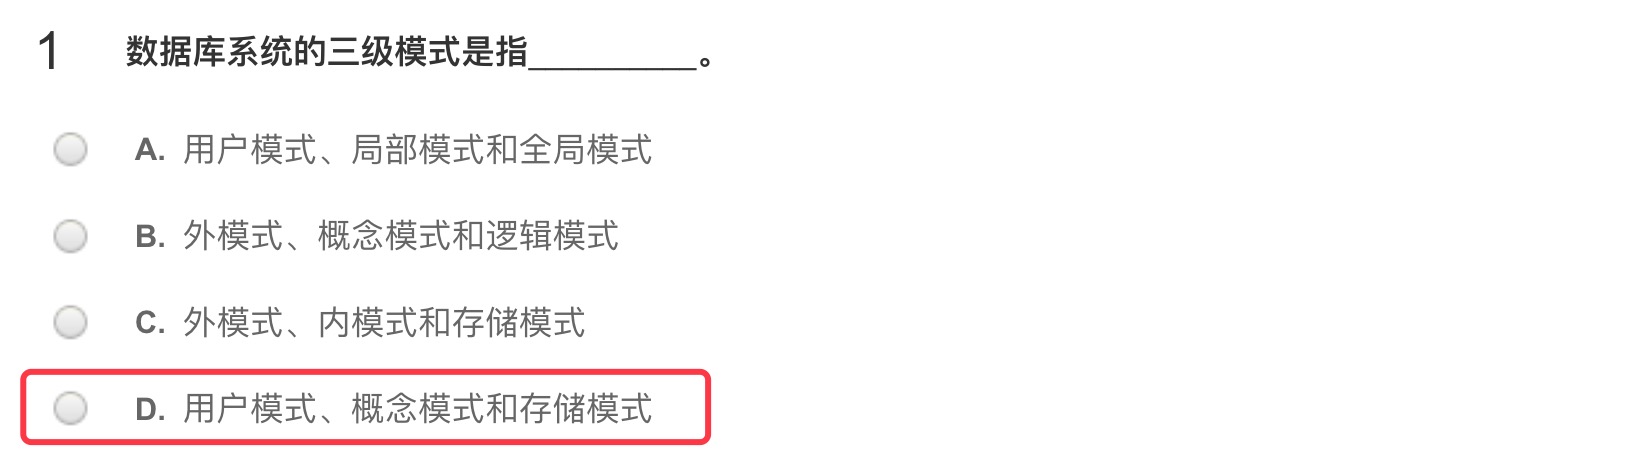 1 数据库系统的三级模式是指__________。
A. 用户模式、局部模式和全局模式
B. 外模式、概念模式和逻辑模式
C. 外模式、内模式和存储模式
D. 用户模式、概念模式和存储模式